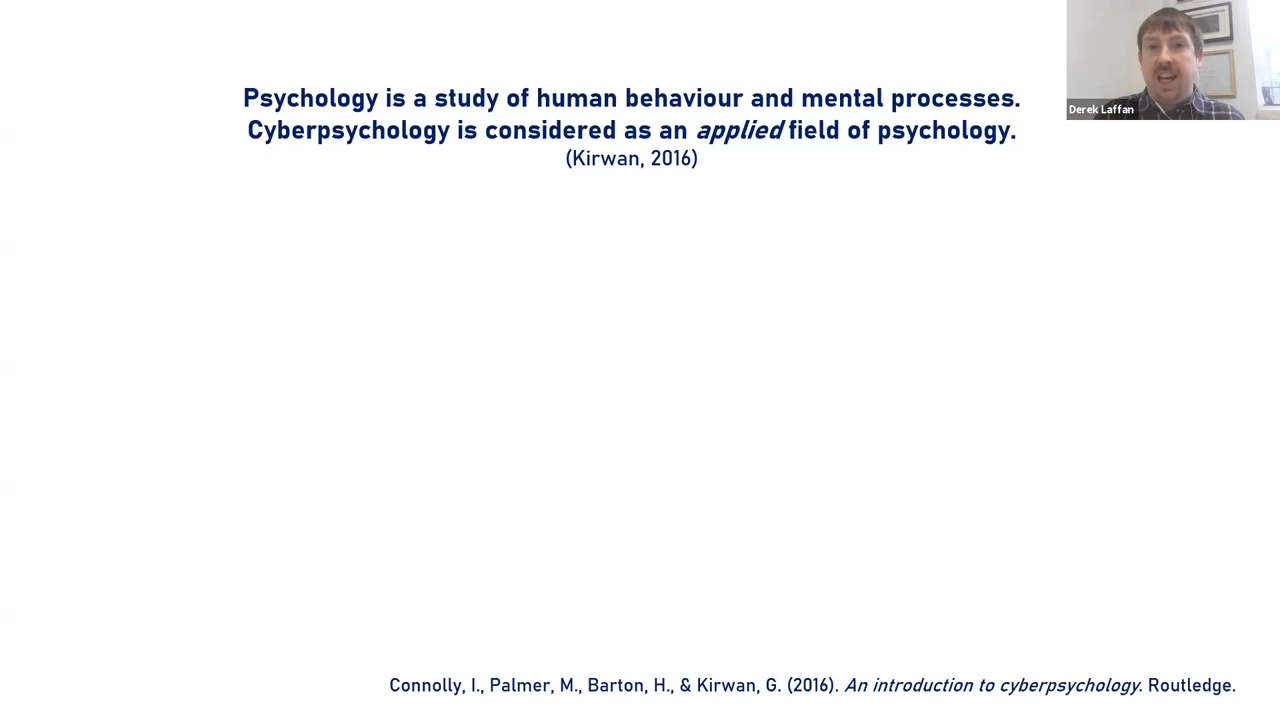 Psychology is a study of human behaviour and mental processes.
Cyberpsychology is considered as an applied field of psychology.
(Kirwan, 2016)
Derek Laffan
Connolly, I., Palmer, M., Barton, H., & Kirwan, G. (2016). An introduction to cyberpsychology. Routledge.